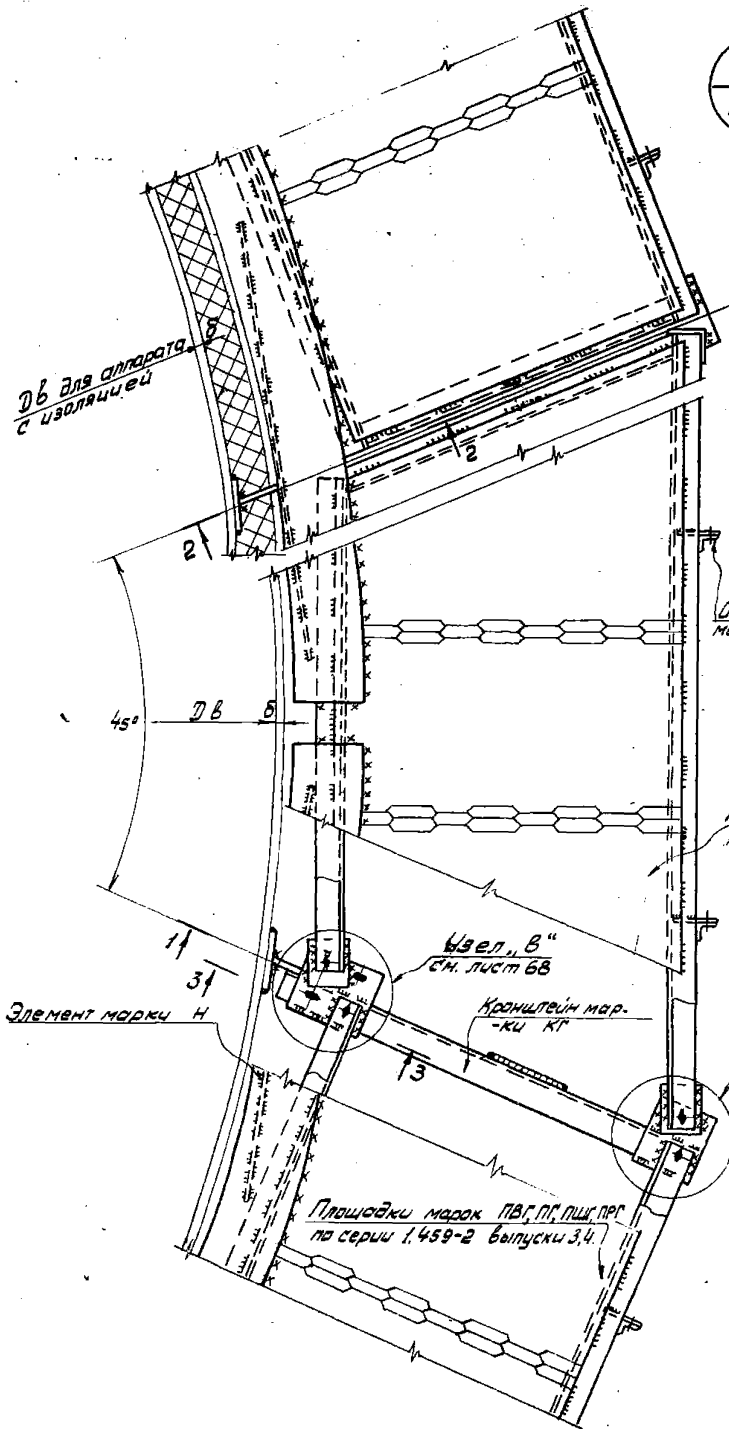 Dв для аппарата
с изоляцией
б
2
2
45°
Dв
б
1
3
Узел „В"
см. лист 68
Элемент марки Н
Кронштейн мар-
-ки КГ
3
Площадки марок ПВГ, ПГ, ПШГ, ПРГ
по серии 1.459-2 выпуски 3,4.